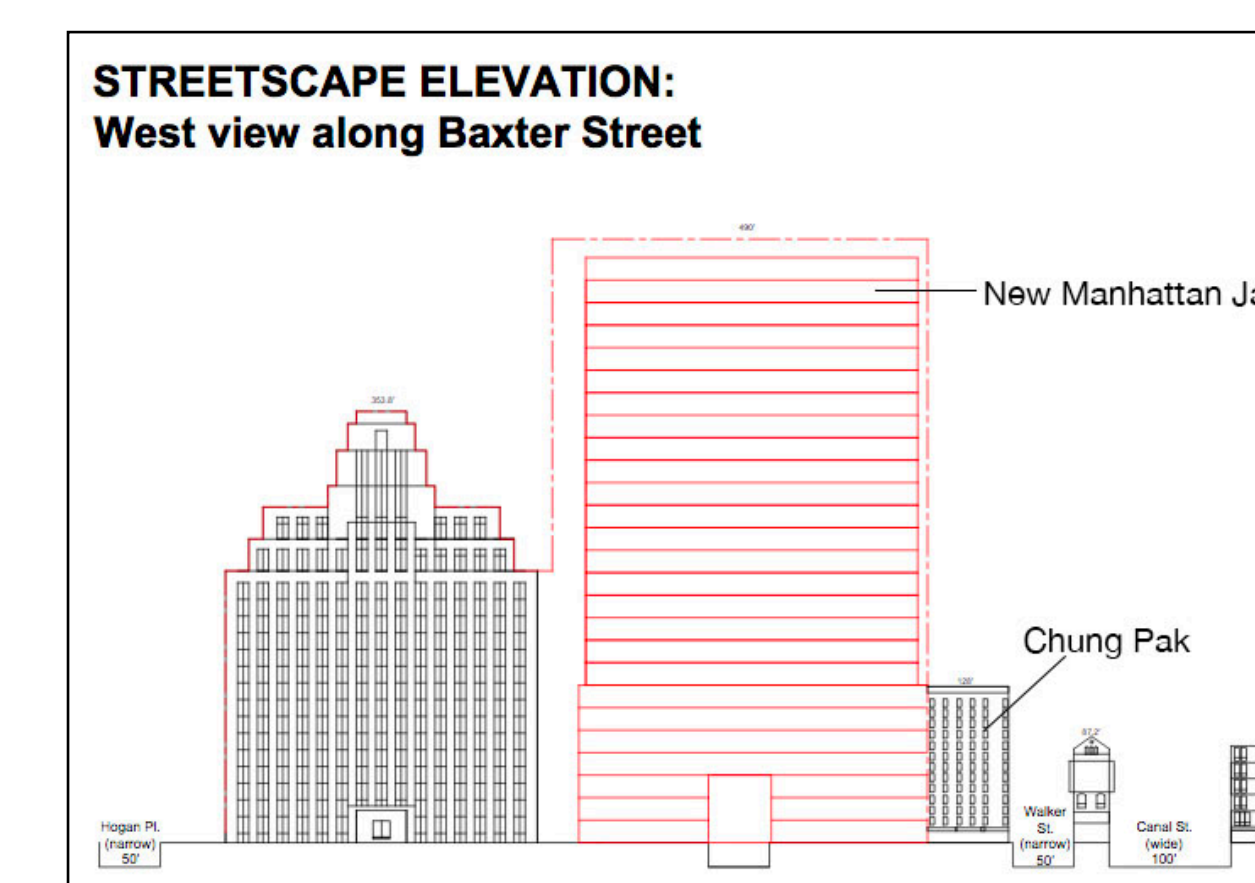 STREETSCAPE ELEVATION:
West view along Baxter Street
490'
New Manhattan Ja
353.8'
Chung Pak
128'
87.2'
Hogan Pl.
(narrow)
50'
Walker
St.
(narrow)
50'
Canal St.
(wide)
100'